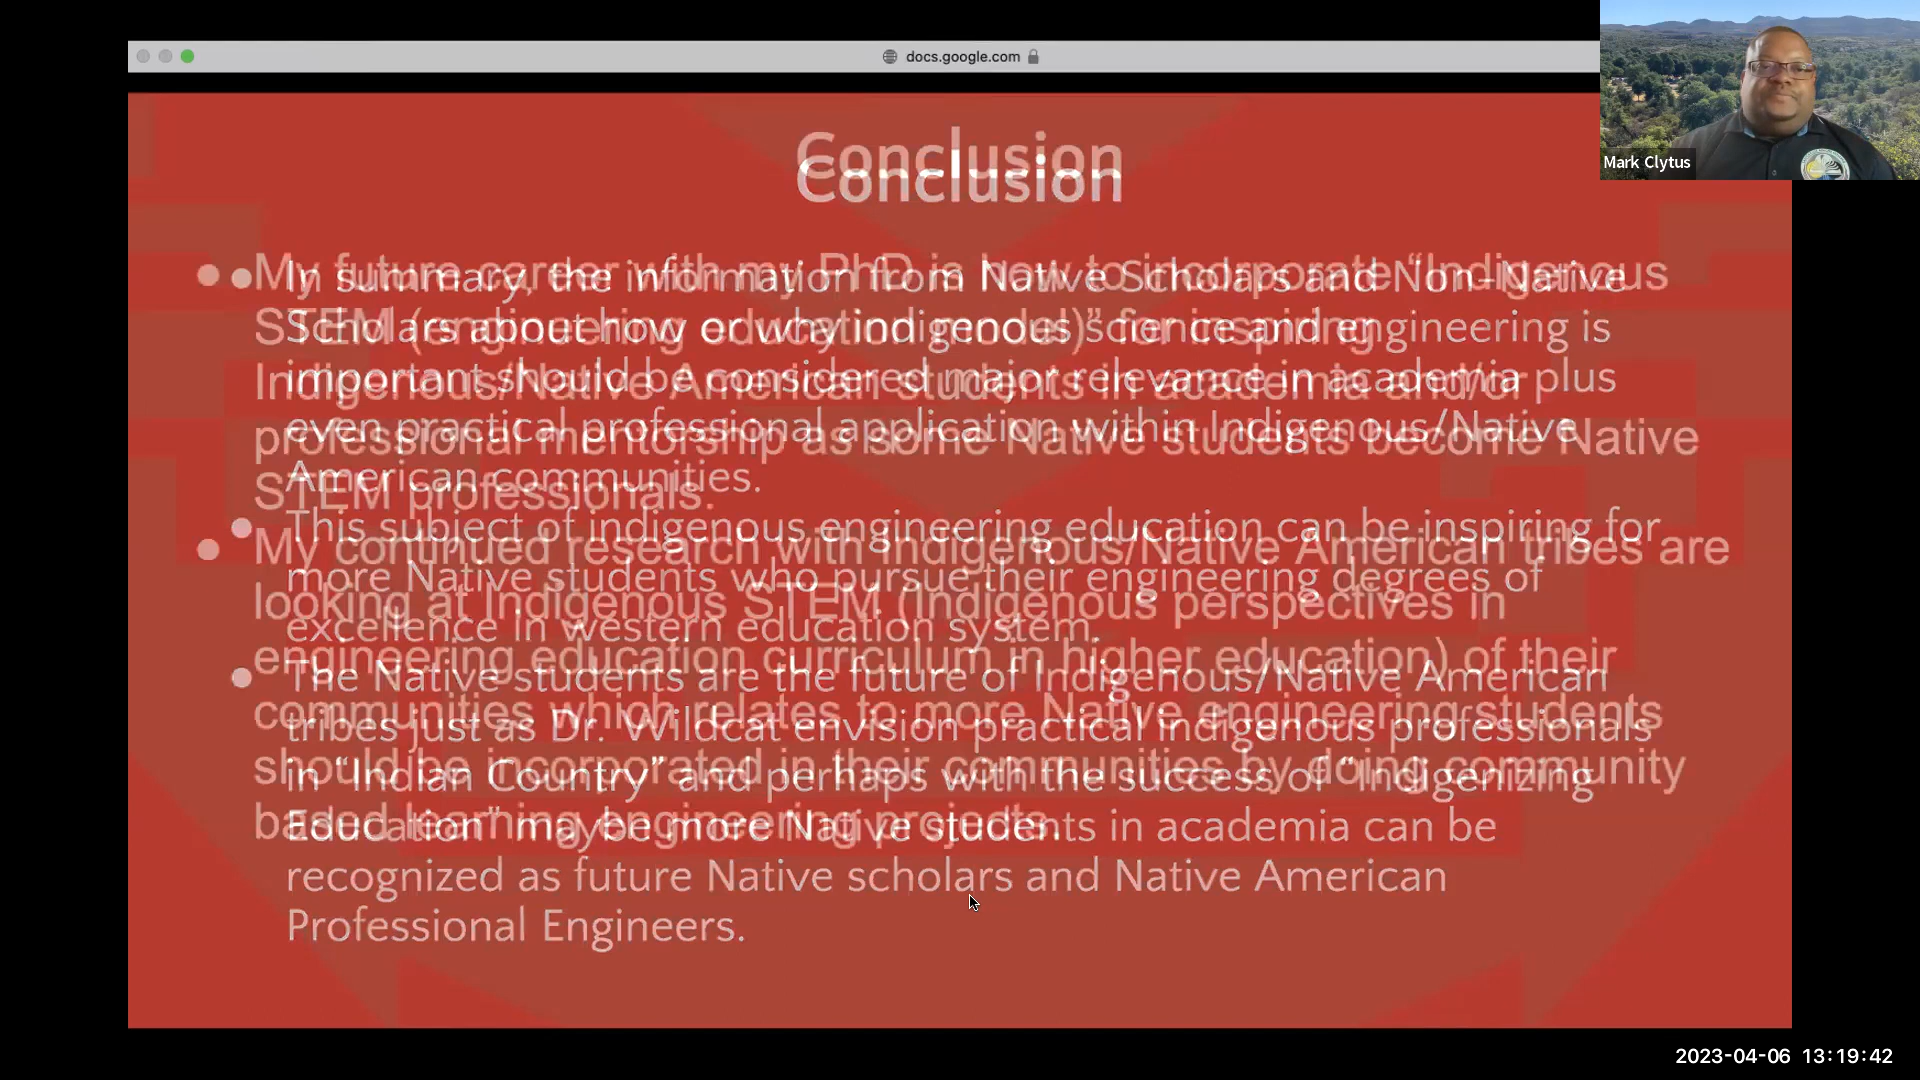 docs.google.com
Mark Clytus
Conclusion
Conclusion
My future career with my PhD is how to incorporate “Indigenous
STEM (engineering education model)” for inspiring
Indigenous/Native American students in academia and/or
professional mentorship as some Native students become Native
STEM professionals.
My continued research with indigenous/Native American tribes are
looking at Indigenous STEM (Indigenous perspectives in
engineering education curriculum in higher education) of their
communities which relates to more Native engineering students
should be incorporated in their communities by doing community
based learning engineering projects.
In summary, the information from Native Scholars and Non-Native
Scholars about how or why indigenous science and engineering is
important should be considered major relevance in academia plus
even practical professional application within Indigenous/Native
American communities.
This subject of indigenous engineering education can be inspiring for
more Native students who pursue their engineering degrees of
excellence in western education system.
The Native students are the future of Indigenous/Native American
tribes just as Dr. Wildcat envision practical indigenous professionals
in “Indian Country” and perhaps with the success of “Indigenizing
Education” maybe more Native students in academia can be
recognized as future Native scholars and Native American
Professional Engineers.
2023-04-06 13:19:42